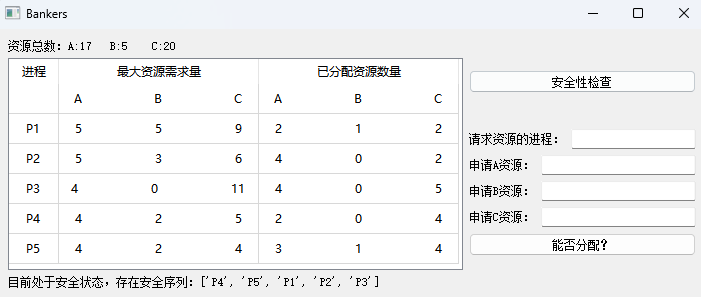 Bankers
资源总数：A:17 B:5 C:20
进程 最大资源需求量 已分配资源数量
A B C A B C
P1 5 5 9 2 1 2
P2 5 3 6 4 0 2
P3 4 0 11 4 0 5
P4 4 2 5 2 0 4
P5 4 2 4 3 1 4
安全性检查
请求资源的进程：
申请A资源：
申请B资源：
申请C资源：
能否分配？
目前处于安全状态，存在安全序列：['P4', 'P5', 'P1', 'P2', 'P3']